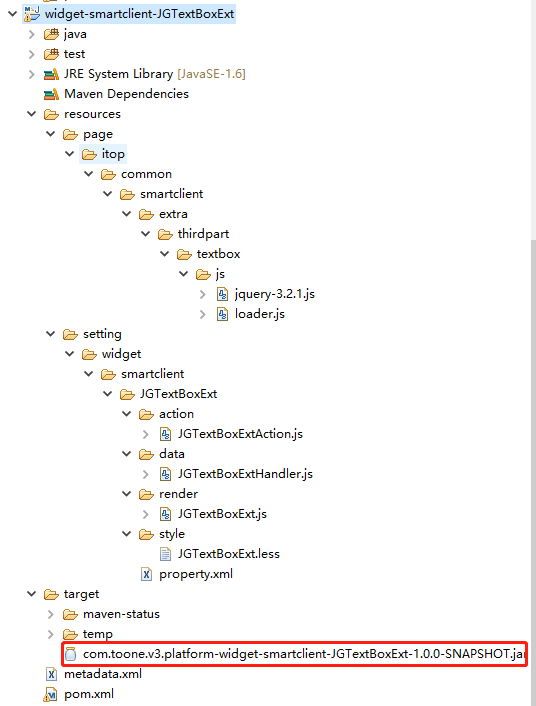 widget-smartclient-JGTextBoxExt
java
test
JRE System Library [JavaSE-1.6]
Maven Dependencies
resources
page
itop
common
smartclient
extra
thirdpart
textbox
js
jquery-3.2.1.js
loader.js
setting
widget
smartclient
JGTextBoxExt
action
JGTextBoxExtAction.js
data
JGTextBoxExtHandler.js
render
JGTextBoxExt.js
style
JGTextBoxExt.less
property.xml
target
maven-status
temp
com.toone.v3.platform-widget-smartclient-JGTextBoxExt-1.0.0-SNAPSHOT.jar
metadata.xml
pom.xml